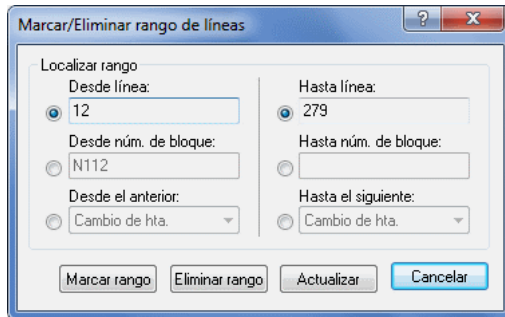 Marcar/Eliminar rango de líneas
Localizar rango
Desde línea:
12
Hasta línea:
279
Desde núm. de bloque:
N112
Hasta núm. de bloque:
Desde el anterior:
Cambio de hta.
Hasta el siguiente:
Cambio de hta.
Marcar rango
Eliminar rango
Actualizar
Cancelar